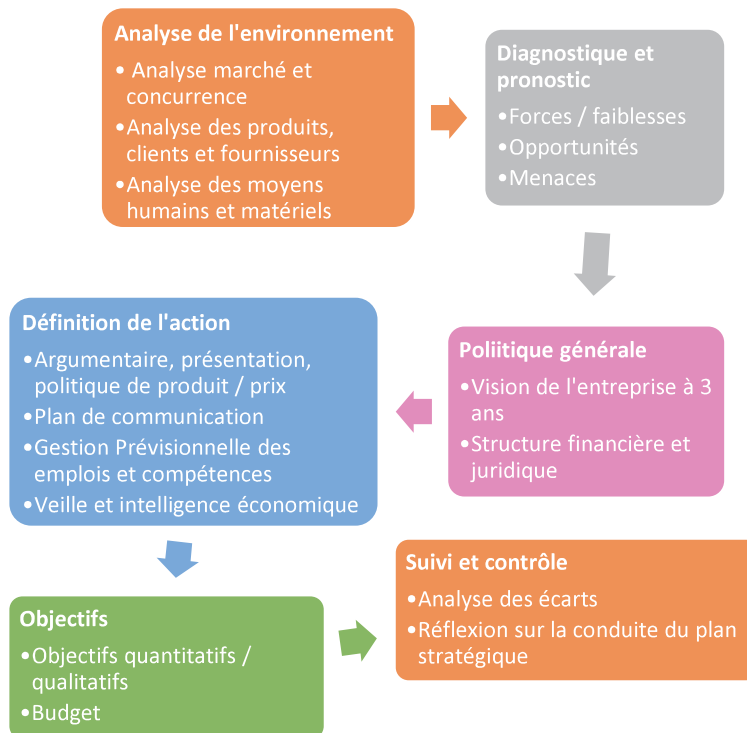 Analyse de l'environnement
• Analyse marché et
concurrence
•Analyse des produits,
clients et fournisseurs
•Analyse des moyens
humains et matériels
Diagnostique et
pronostic
•Forces / faiblesses
•Opportunités
•Menaces
Poliitique générale
•Vision de l'entreprise à 3
ans
•Structure financière et
juridique
Définition de l'action
•Argumentaire, présentation,
politique de produit / prix
•Plan de communication
•Gestion Prévisionnelle des
emplois et compétences
•Veille et intelligence économique
Objectifs
•Objectifs quantitatifs /
qualitatifs
•Budget
Suivi et contrôle
•Analyse des écarts
•Réflexion sur la conduite du plan
stratégique